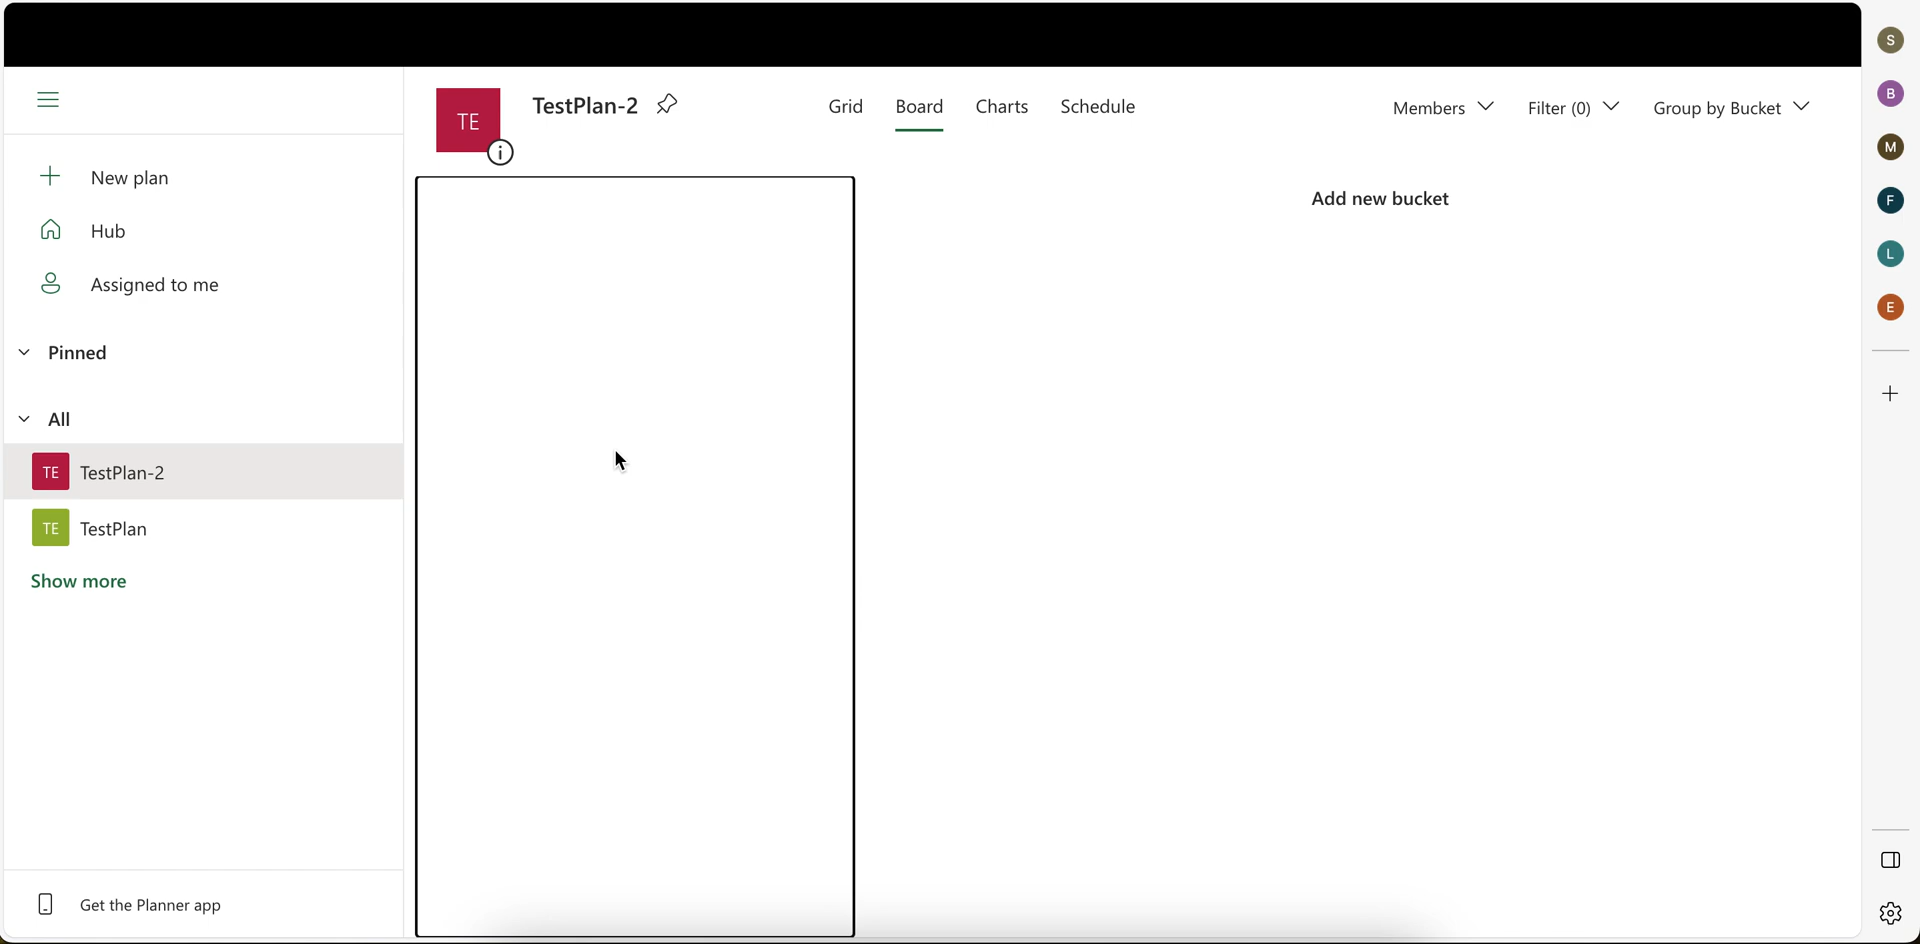 TE
TestPlan-2
Grid
Board
Charts
Schedule
Members
Filter (0)
Group by Bucket
New plan
Hub
Assigned to me
Pinned
All
TE TestPlan-2
TE TestPlan
Show more
Get the Planner app
Add new bucket
S
B
M
F
L
E